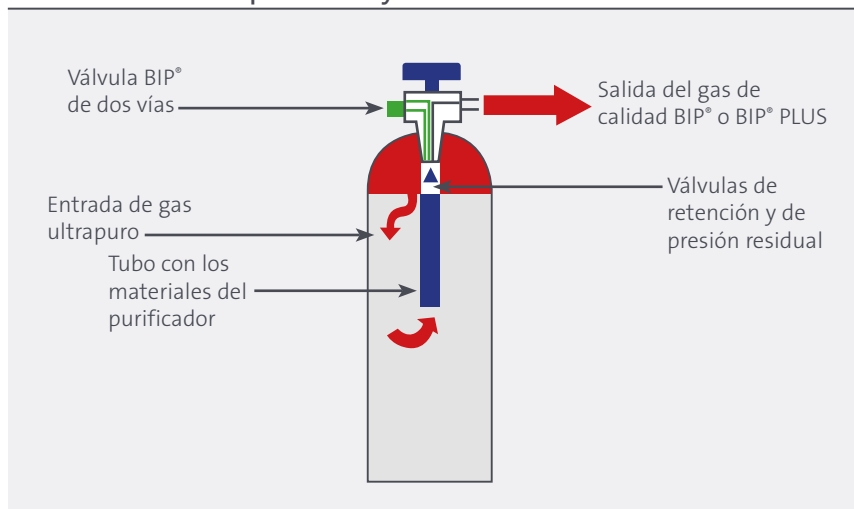 Válvula BIP®
de dos vías
Salida del gas de
calidad BIP® o BIP® PLUS
Válvulas de
retención y de
presión residual
Entrada de gas
ultrapuro
Tubo con los
materiales del
purificador